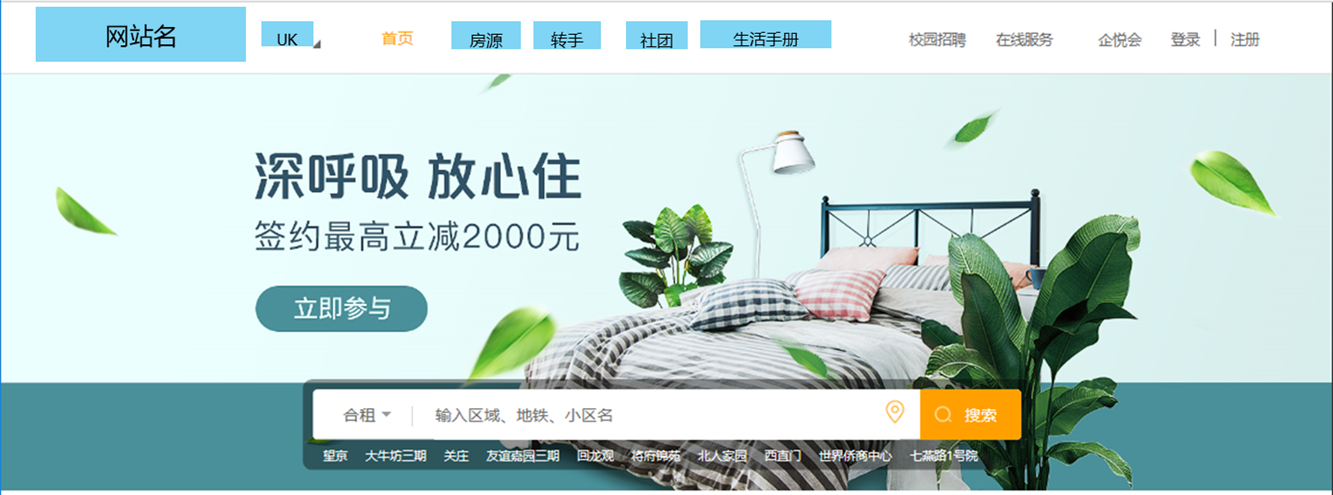 网站名 UK 首页 房源 转手 社团 生活手册 校园招聘 在线服务 企悦会 登录 | 注册
深呼吸 放心住
签约最高立减2000元
立即参与
合租 输入区域、地铁、小区名 搜索
望京 大牛坊三期 关庄 友谊嘉园三期 回龙观 将府锦苑 北人家园 西直门 世界侨商中心 七棵树1号院